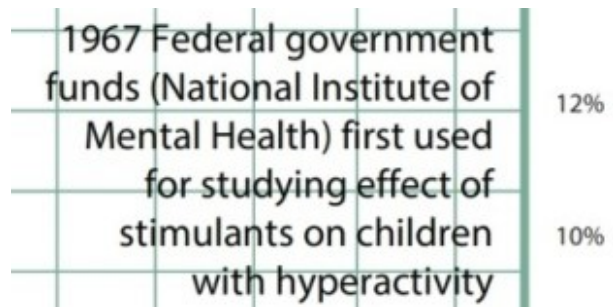 1967 Federal government
funds (National Institute of
Mental Health) first used
for studying effect of
stimulants on children
with hyperactivity
12%
10%